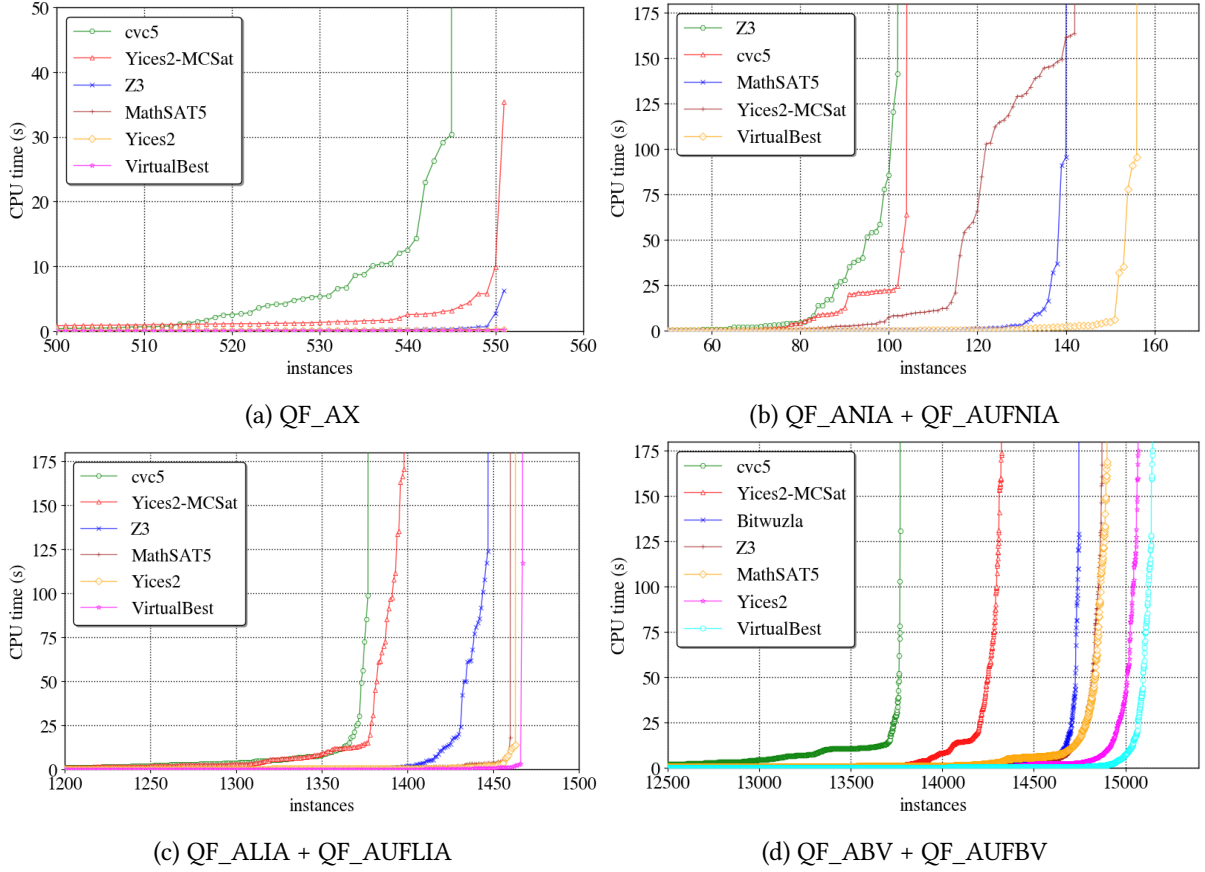 50
40
30
20
10
0
CPU time (s)
cvc5
Yices2-MCSat
Z3
MathSAT5
Yices2
VirtualBest
500
510
520
530
540
550
560
instances
(a) QF_AX
175
150
125
100
75
50
25
0
CPU time (s)
Z3
cvc5
MathSAT5
Yices2-MCSat
VirtualBest
60
80
100
120
140
160
instances
(b) QF_ANIA + QF_AUFNIA
175
150
125
100
75
50
25
0
CPU time (s)
cvc5
Yices2-MCSat
Z3
MathSAT5
Yices2
VirtualBest
1200
1250
1300
1350
1400
1450
1500
instances
(c) QF_ALIA + QF_AUFLIA
175
150
125
100
75
50
25
0
CPU time (s)
cvc5
Yices2-MCSat
Bitwuzla
Z3
MathSAT5
Yices2
VirtualBest
12500
13000
13500
14000
14500
15000
instances
(d) QF_ABV + QF_AUFBV